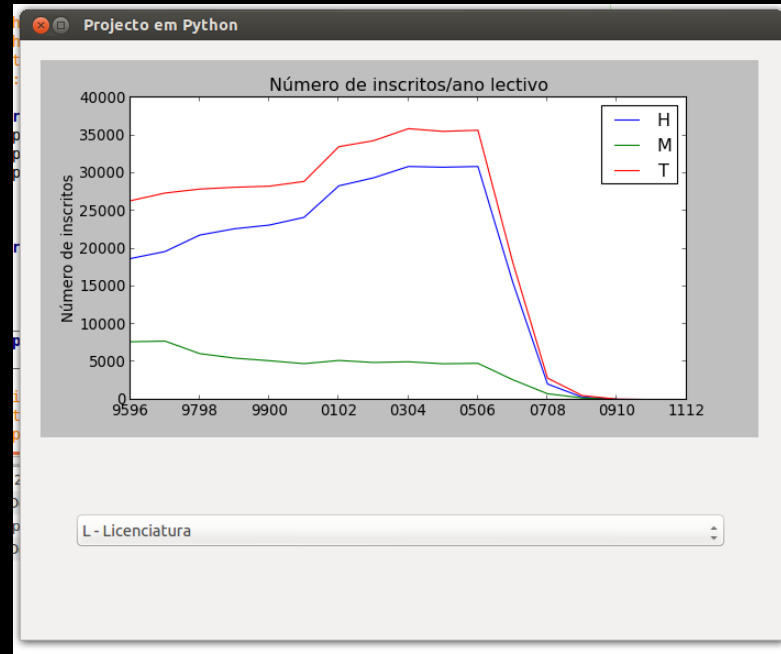 Projecto em Python
Número de inscritos/ano lectivo
40000
35000
30000
25000
20000
15000
10000
5000
0
Número de inscritos
H
M
T
9596 9798 9900 0102 0304 0506 0708 0910 1112
L - Licenciatura